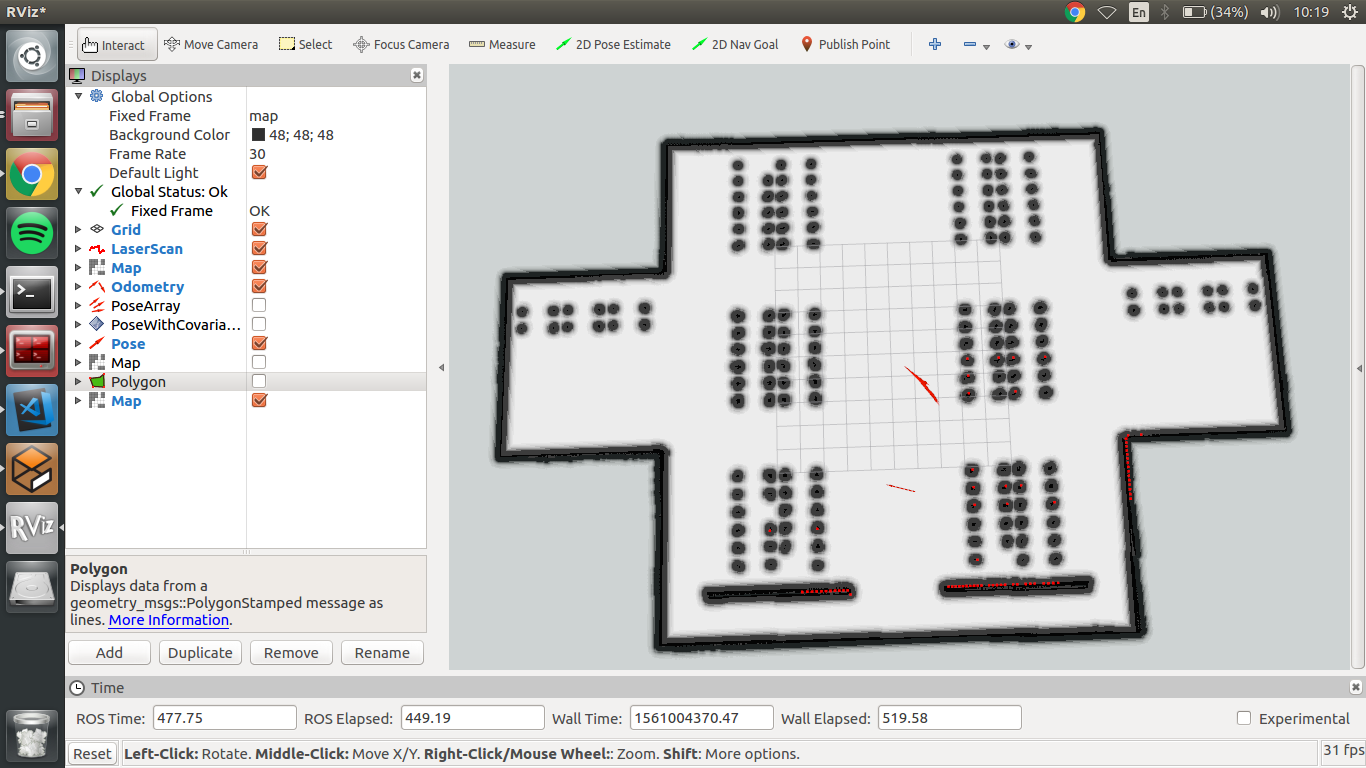 RViz*
En
(34%)
10:19
Interact
Move Camera
Select
Focus Camera
Measure
2D Pose Estimate
2D Nav Goal
Publish Point
Displays
Global Options
Fixed Frame map
Background Color 48; 48; 48
Frame Rate 30
Default Light
Global Status: Ok
Fixed Frame OK
Grid
LaserScan
Map
Odometry
PoseArray
PoseWithCovaria...
Pose
Map
Polygon
Map
RViz
Polygon
Displays data from a
geometry_msgs::PolygonStamped message as
lines. More Information.
Add Duplicate Remove Rename
Time
ROS Time: 477.75 ROS Elapsed: 449.19 Wall Time: 1561004370.47 Wall Elapsed: 519.58 Experimental
Reset Left-Click: Rotate. Middle-Click: Move X/Y. Right-Click/Mouse Wheel:: Zoom. Shift: More options. 31 fps